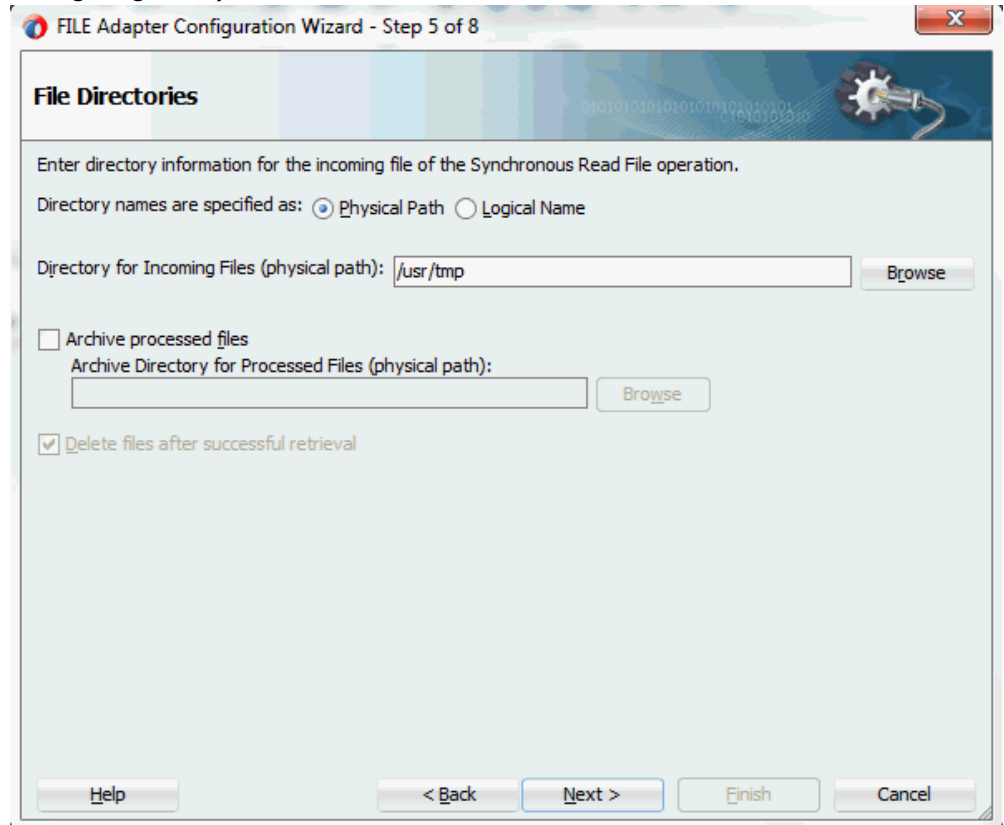 FILE Adapter Configuration Wizard - Step 5 of 8
File Directories
Enter directory information for the incoming file of the Synchronous Read File operation.
Directory names are specified as: Physical Path Logical Name
Directory for Incoming Files (physical path): /usr/tmp Browse
Archive processed files
Archive Directory for Processed Files (physical path):
Browse
Delete files after successful retrieval
Help < Back Next > Finish Cancel